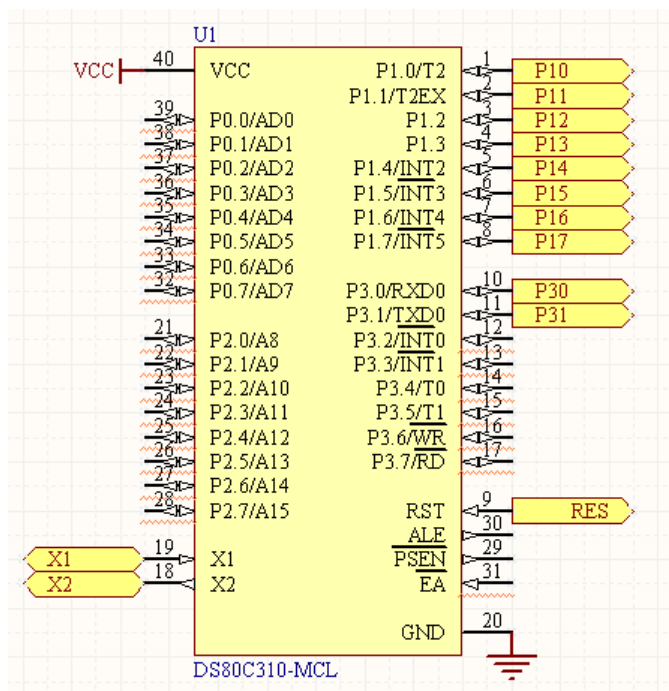 U1
VCC 40 VCC P1.0/T2 1 P10
P1.1/T2EX 2 P11
39 P0.0/AD0 P1.2 3 P12
38 P0.1/AD1 P1.3 4 P13
37 P0.2/AD2 P1.4/INT2 5 P14
36 P0.3/AD3 P1.5/INT3 6 P15
35 P0.4/AD4 P1.6/INT4 7 P16
34 P0.5/AD5 P1.7/INT5 8 P17
33 P0.6/AD6
32 P0.7/AD7 P3.0/RXD0 10 P30
P3.1/TXD0 11 P31
21 P2.0/A8 P3.2/INT0 12
22 P2.1/A9 P3.3/INT1 13
23 P2.2/A10 P3.4/T0 14
24 P2.3/A11 P3.5/T1 15
25 P2.4/A12 P3.6/WR 16
26 P2.5/A13 P3.7/RD 17
27 P2.6/A14
28 P2.7/A15 RST 9 RES
ALE 30
X1 19 X1 PSEN 29
X2 18 X2 EA 31
GND 20
DS80C310-MCL